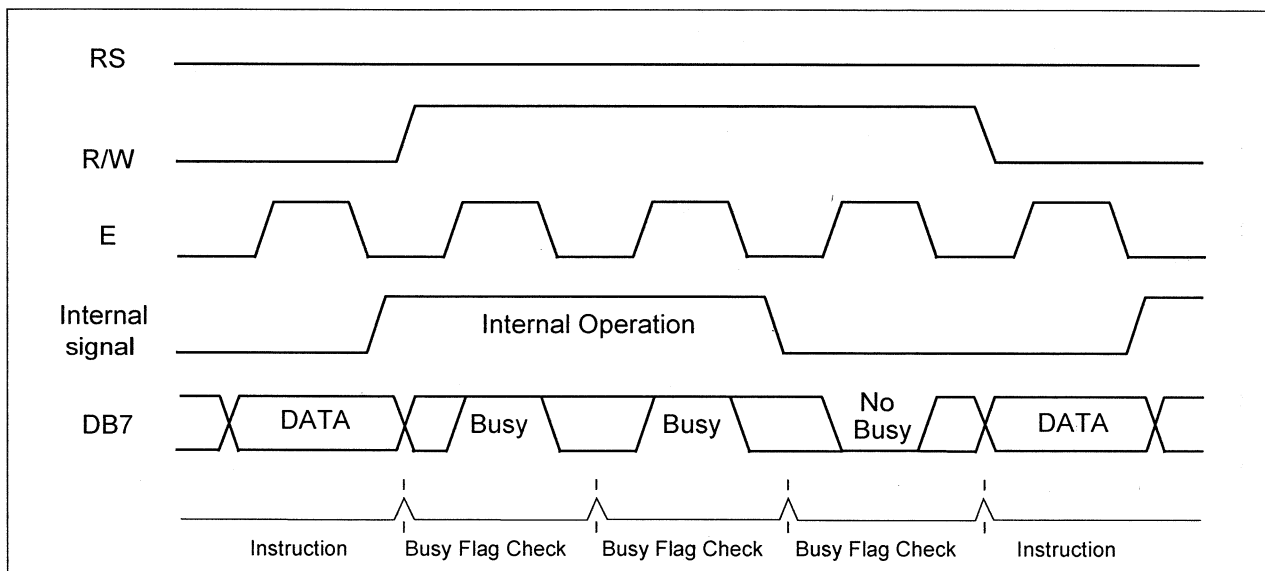 RS
R/W
E
Internal
signal
Internal Operation
DB7
DATA
Busy
Busy
No
Busy
DATA
Instruction
Busy Flag Check
Busy Flag Check
Busy Flag Check
Instruction